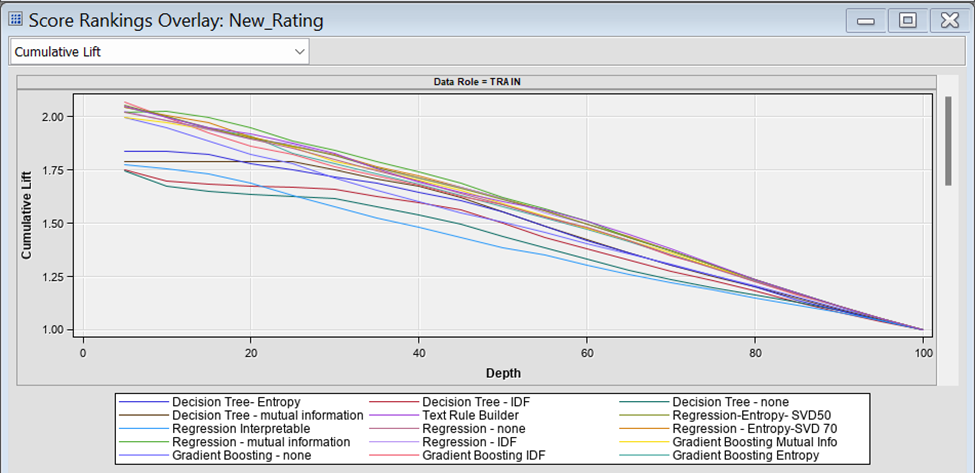 Score Rankings Overlay: New_Rating
Cumulative Lift
Data Role = TRAIN
Cumulative Lift
2.00
1.75
1.50
1.25
1.00
0 20 40 60 80 100
Depth
Decision Tree- Entropy Decision Tree - IDF Decision Tree - none
Decision Tree - mutual information Text Rule Builder Regression-Entropy- SVD50
Regression Interpretable Regression - none Regression - Entropy-SVD 70
Regression - mutual information Regression - IDF Gradient Boosting Mutual Info
Gradient Boosting - none Gradient Boosting IDF Gradient Boosting Entropy